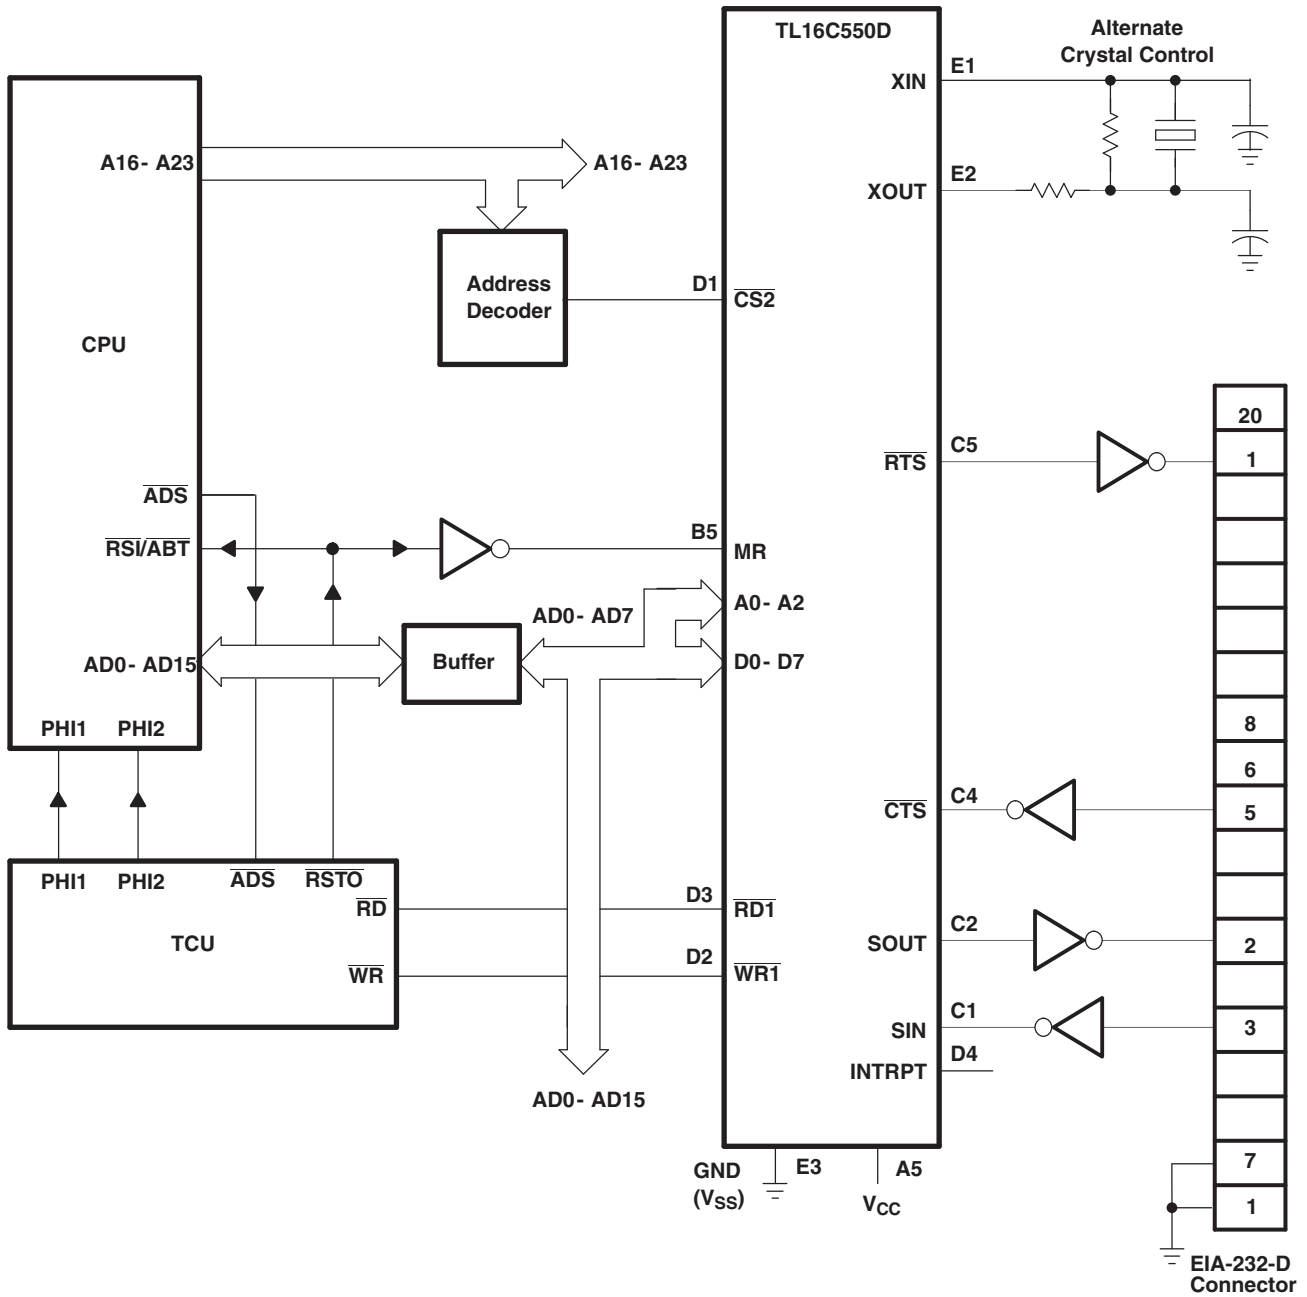 TL16C550D
Alternate
Crystal Control
E1
XIN
A16- A23
A16- A23
E2
XOUT
Address
Decoder
D1
CS2
CPU
20
C5
RTS
1
ADS
RSI/ABT
B5
MR
AD0- AD7
A0- A2
AD0- AD15
Buffer
D0- D7
PHI1 PHI2
8
6
C4
CTS
5
PHI1 PHI2 ADS RSTO
RD
D3
RD1
TCU
C2
SOUT
2
WR
D2
WR1
C1
SIN
3
D4
INTRPT
AD0- AD15
GND
(VSS)
E3
A5
VCC
7
1
EIA-232-D
Connector